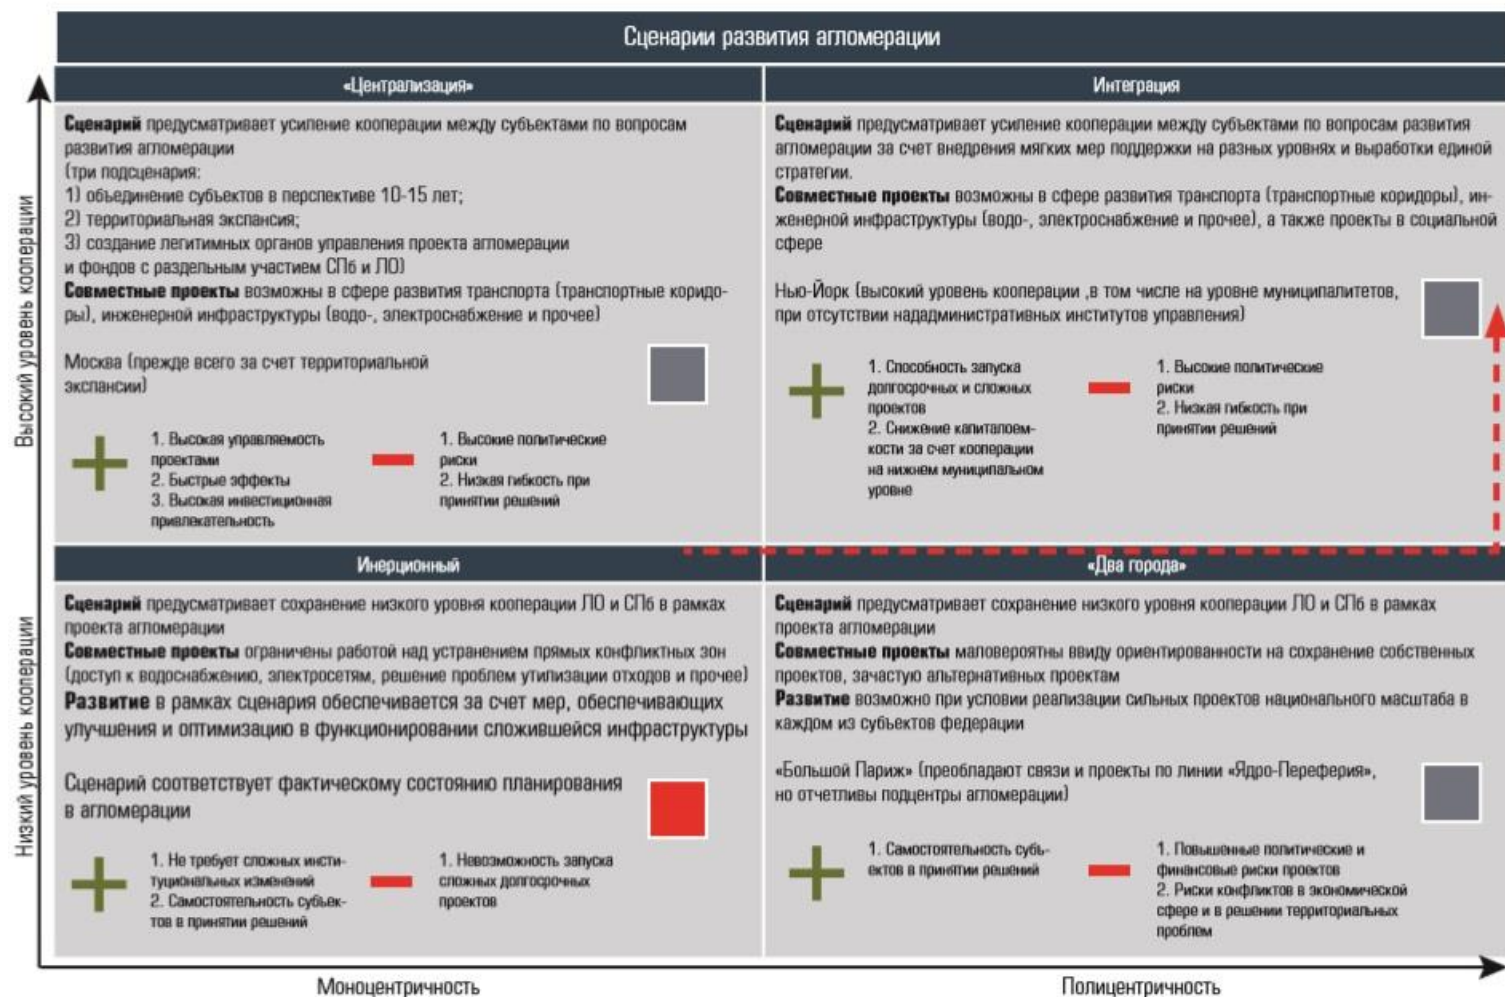 Сценарии развития агломерации
«Централизация»
Сценарий предусматривает усиление кооперации между субъектами по вопросам
развития агломерации
(три подсценария:
1) объединение субъектов в перспективе 10-15 лет;
2) территориальная экспансия;
3) создание легитимных органов управления проекта агломерации
и фондов с раздельным участием СПб и ЛО)
Совместные проекты возможны в сфере развития транспорта (транспортные коридо-
ры), инженерной инфраструктуры (водо-, электроснабжение и прочее)
Москва (прежде всего за счет территориальной
экспансии)
1. Высокая управляемость
проектами
2. Быстрые эффекты
3. Высокая инвестиционная
привлекательность
1. Высокие политические
риски
2. Низкая гибкость при
принятии решений
Интеграция
Сценарий предусматривает усиление кооперации между субъектами по вопросам развития
агломерации за счет внедрения мягких мер поддержки на разных уровнях и выработки единой
стратегии.
Совместные проекты возможны в сфере развития транспорта (транспортные коридоры), ин-
женерной инфраструктуры (водо-, электроснабжение и прочее), а также проекты в социальной
сфере
Нью-Йорк (высокий уровень кооперации ,в том числе на уровне муниципалитетов,
при отсутствии нададминистративных институтов управления)
1. Способность запуска
долгосрочных и сложных
проектов
2. Снижение капиталоем-
кости за счет кооперации
на нижнем муниципальном
уровне
1. Высокие политические
риски
2. Низкая гибкость при
принятии решений
Инерционный
Сценарий предусматривает сохранение низкого уровня кооперации ЛО и СПб в рамках
проекта агломерации
Совместные проекты ограничены работой над устранением прямых конфликтных зон
(доступ к водоснабжению, электросетям, решение проблем утилизации отходов и прочее)
Развитие в рамках сценария обеспечивается за счет мер, обеспечивающих
улучшения и оптимизацию в функционировании сложившейся инфраструктуры
Сценарий соответствует фактическому состоянию планирования
в агломерации
1. Не требует сложных инсти-
туциональных изменений
2. Самостоятельность субъек-
тов в принятии решений
1. Невозможность запуска
сложных долгосрочных
проектов
«Два города»
Сценарий предусматривает сохранение низкого уровня кооперации ЛО и СПб в рамках
проекта агломерации
Совместные проекты маловероятны ввиду ориентированности на сохранение собственных
проектов, зачастую альтернативных проектам
Развитие возможно при условии реализации сильных проектов национального масштаба в
каждом из субъектов федерации
«Большой Париж» (преобладают связи и проекты по линии «Ядро-Переферия»,
но отчетливы подцентры агломерации)
1. Самостоятельность субъ-
ектов в принятии решений
1. Повышенные политические и
финансовые риски проектов
2. Риски конфликтов в экономической
сфере и в решении территориальных
проблем
Высокий уровень кооперации
Низкий уровень кооперации
Моноцентричность
Полицентричность